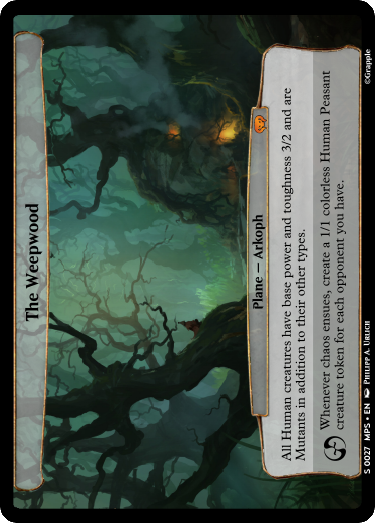 The Weepwood
Plane — Arkoph
All Human creatures have base power and toughness 3/2 and are
Mutants in addition to their other types.
Whenever chaos ensues, create a 1/1 colorless Human Peasant
creature token for each opponent you have.
S 0027 MPS • EN PHILIPP A. URLICH
©Grapple